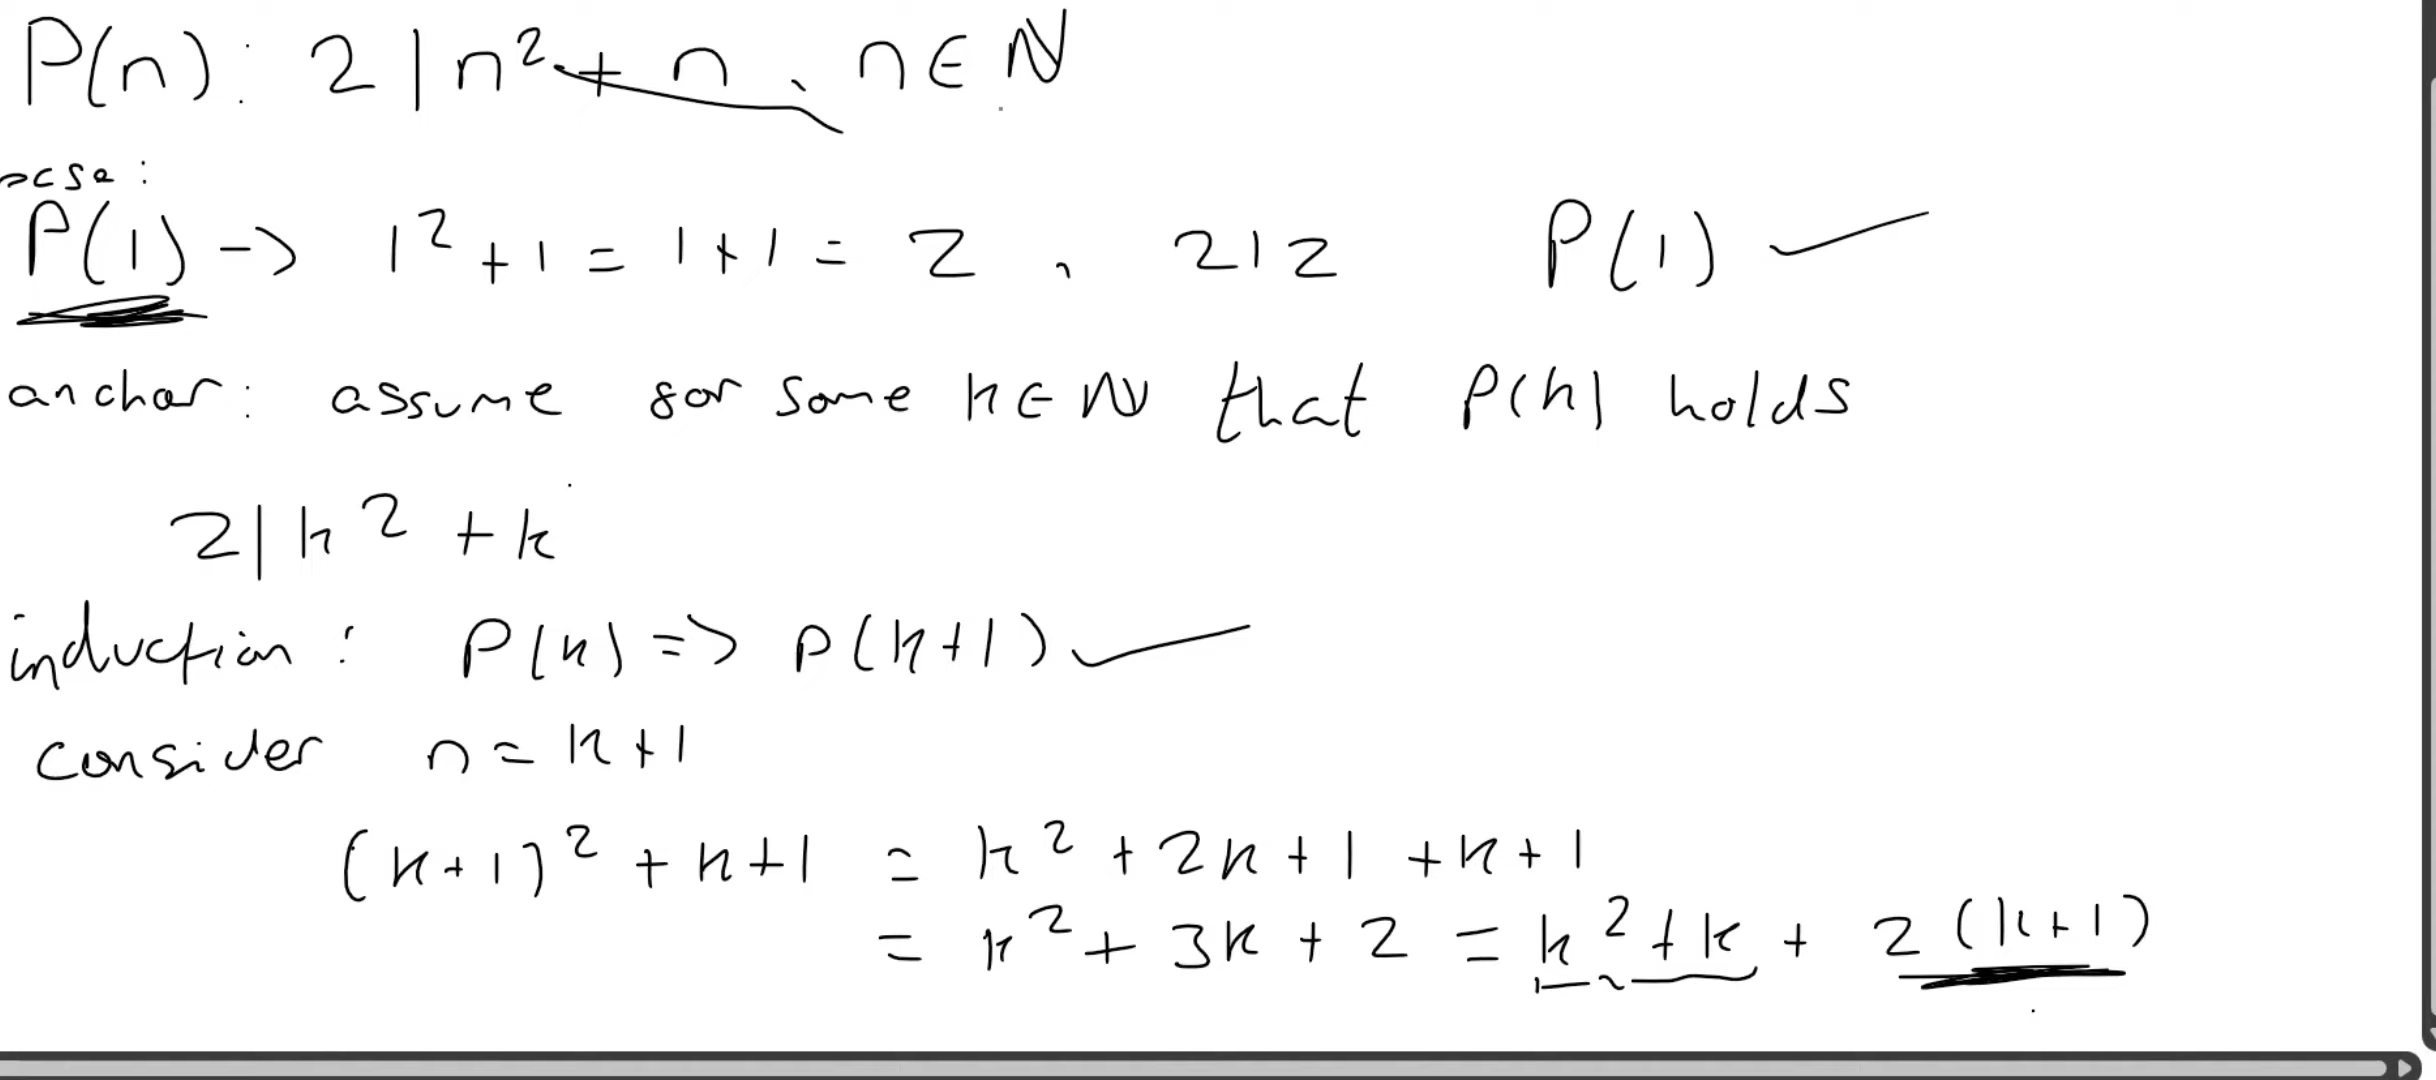 P(n): 2 | n² + n, n ∈ N
case:
P(1) -> 1² + 1 = 1 + 1 = 2, 2|2 P(1) ✓
anchor: assume for some k ∈ N that P(k) holds
2 | k² + k
induction: P(k) => P(k+1) ✓
consider n = k+1
(k+1)² + k+1 = k² + 2k + 1 + k + 1
= k² + 3k + 2 = k² + k + 2(k+1)